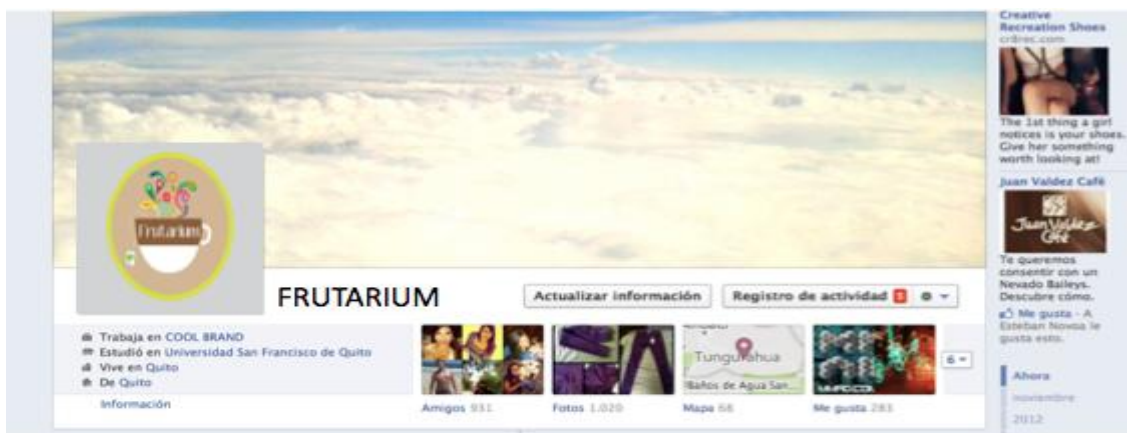 Frutarium
FRUTARIUM
Actualizar información
Registro de actividad 5
Trabaja en COOL BRAND
Estudió en Universidad San Francisco de Quito
Vive en Quito
De Quito
Información
Tungurahua
Baños de Agua San...
6
Amigos 931
Fotos 1.020
Mapa 68
Me gusta 283
Creative
Recreation Shoes
cr8rec.com
The 1st thing a girl
notices is your shoes.
Give her something
worth looking at!
Juan Valdez Café
Juan Valdez
Café
Te queremos
consentir con un
Nevado Baileys.
Descubre cómo.
Me gusta · A
Esteban Novoa le
gusta esto.
Ahora
noviembre
2012